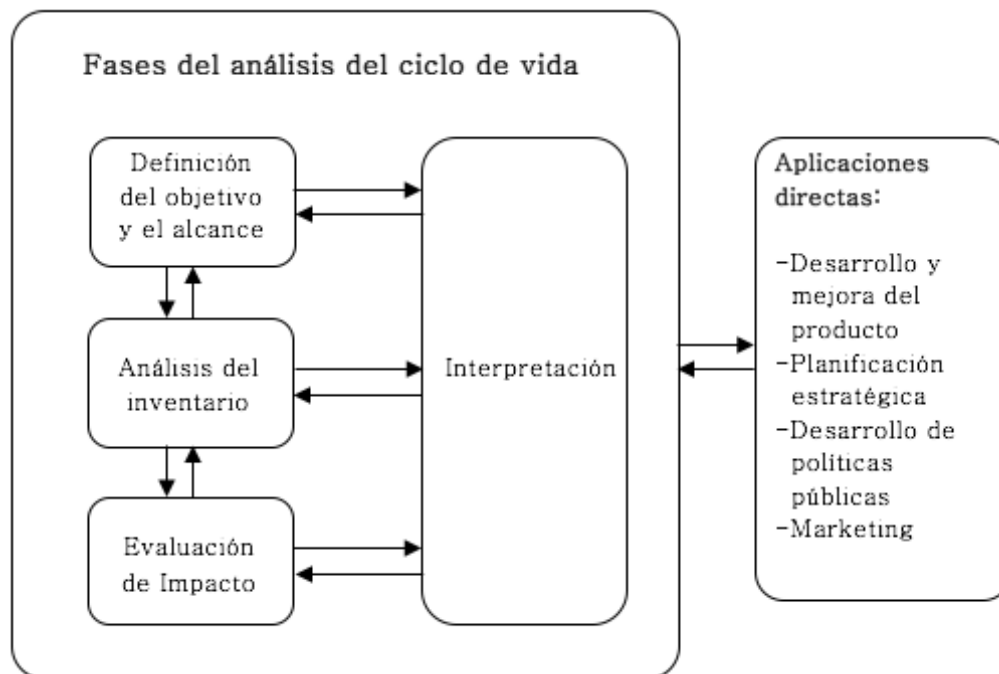 Fases del análisis del ciclo de vida
Definición
del objetivo
y el alcance
Análisis del
inventario
Evaluación
de Impacto
Interpretación
Aplicaciones
directas:
-Desarrollo y
mejora del
producto
-Planificación
estratégica
-Desarrollo de
políticas
públicas
-Marketing